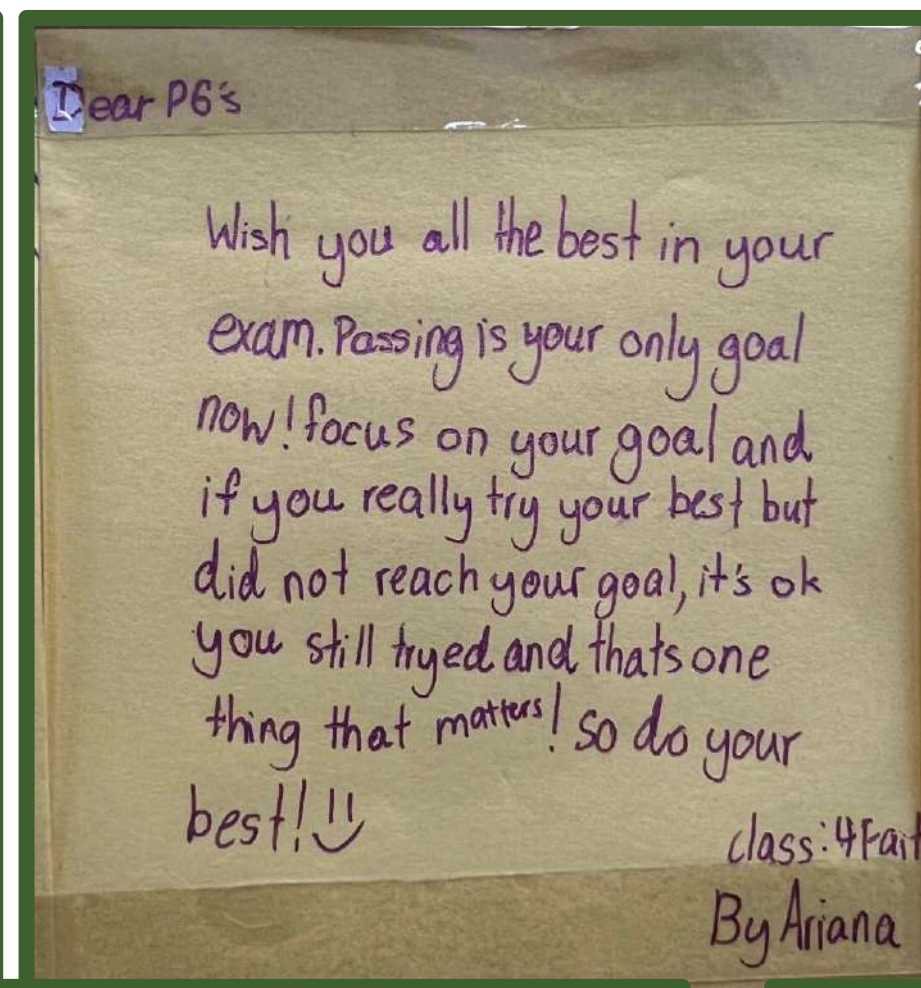 Dear P6's
Wish you all the best in your
exam. Passing is your only goal
now! focus on your goal and
if you really try your best but
did not reach your goal, it's ok
you still tryed and thats one
thing that matters! so do your
best! :)
class: 4Fait
By Ariana